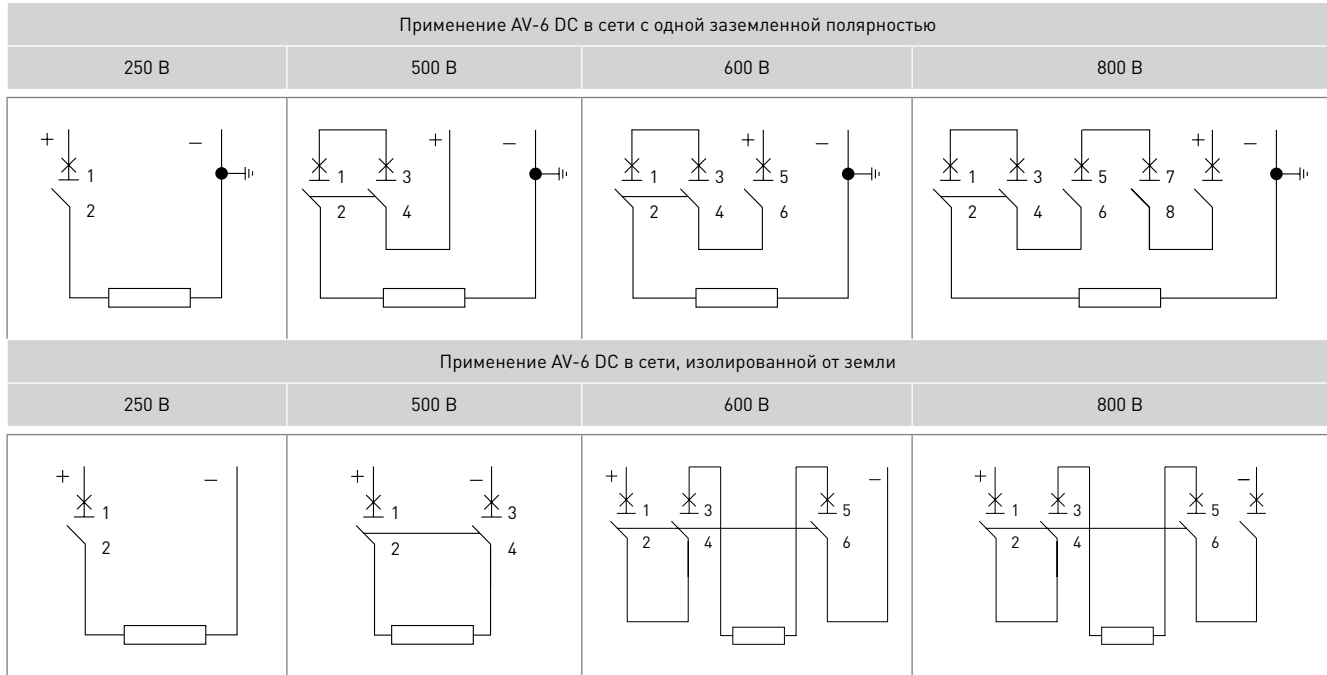 Применение AV-6 DC в сети с одной заземленной полярностью
250 В 500 В 600 В 800 В
+ – + – + – + –
1 1 3 1 3 5 1 3 5 7
2 2 4 2 4 6 2 4 6 8
Применение AV-6 DC в сети, изолированной от земли
250 В 500 В 600 В 800 В
+ – + – + – + –
1 1 3 1 3 5 1 3 5
2 2 4 2 4 6 2 4 6